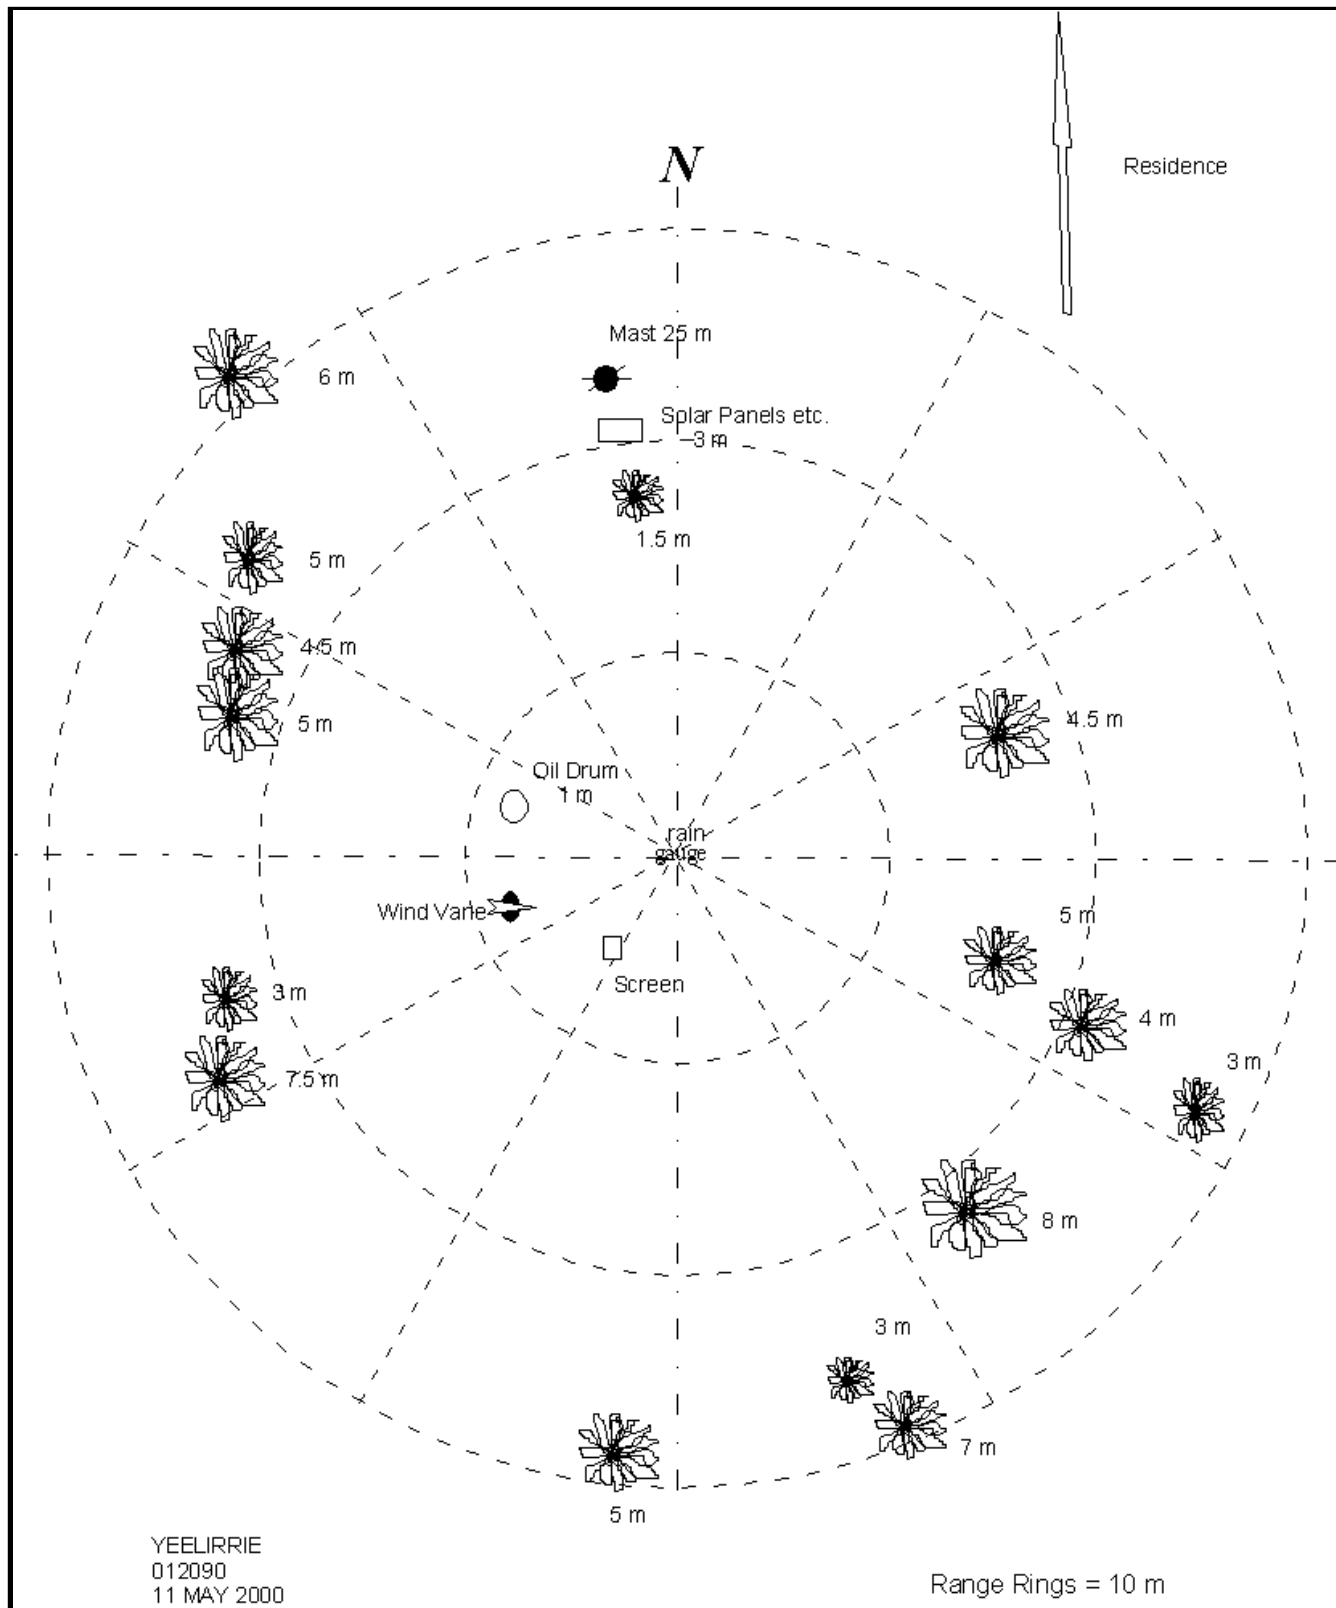 N
Residence
Mast 25 m
6 m
Solar Panels etc.
3 m
1.5 m
5 m
4.5 m
5 m
4.5 m
Oil Drum
1 m
rain
gauge
Wind Vane
5 m
Screen
3 m
4 m
3 m
7.5 m
8 m
3 m
7 m
5 m
YEELIRRIE
012090
11 MAY 2000
Range Rings = 10 m